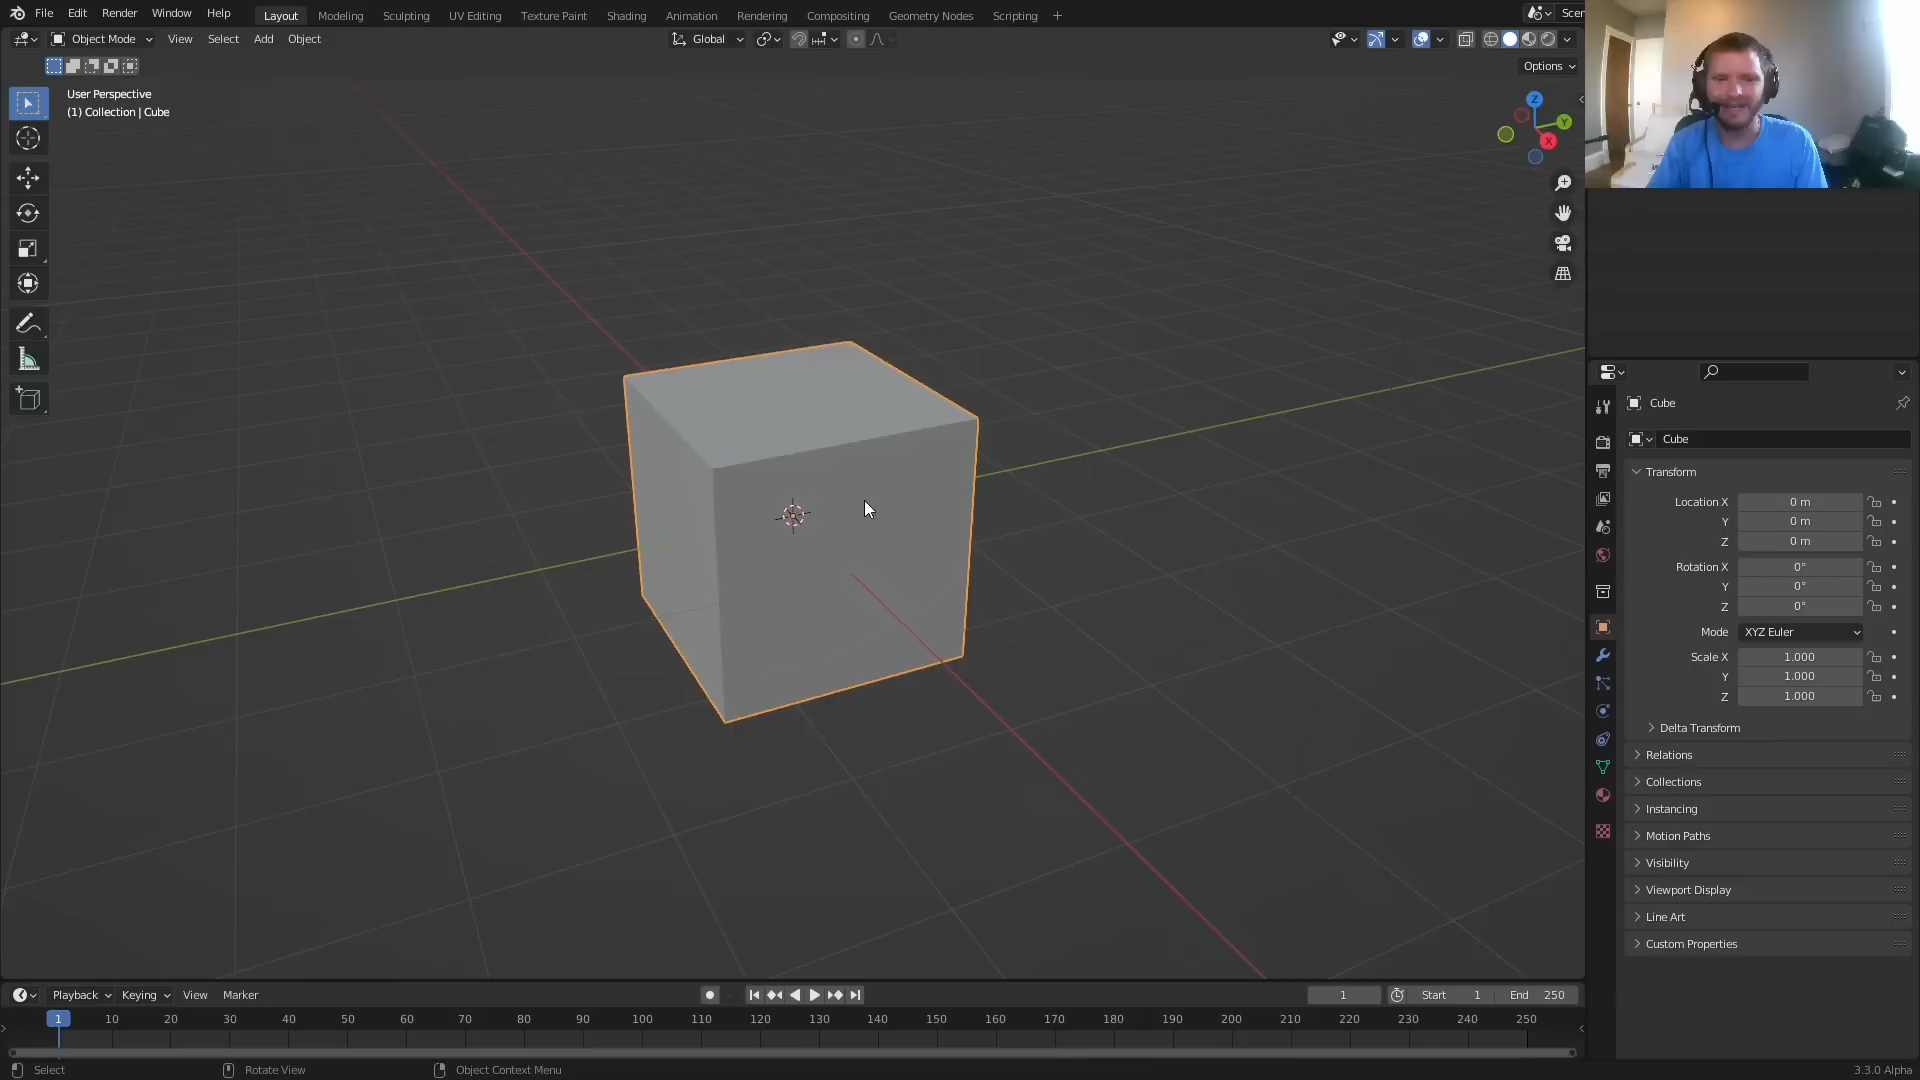 File Edit Render Window Help Layout Modeling Sculpting UV Editing Texture Paint Shading Animation Rendering Compositing Geometry Nodes Scripting + Scen
Object Mode View Select Add Object Global
Options
User Perspective
(1) Collection | Cube
Z
Y
X
Cube
Cube
Transform
Location X 0 m
Y 0 m
Z 0 m
Rotation X 0°
Y 0°
Z 0°
Mode XYZ Euler
Scale X 1.000
Y 1.000
Z 1.000
Delta Transform
Relations
Collections
Instancing
Motion Paths
Visibility
Viewport Display
Line Art
Custom Properties
Playback Keying View Marker 1 Start 1 End 250
1 10 20 30 40 50 60 70 80 90 100 110 120 130 140 150 160 170 180 190 200 210 220 230 240 250
Select Rotate View Object Context Menu 3.3.0 Alpha